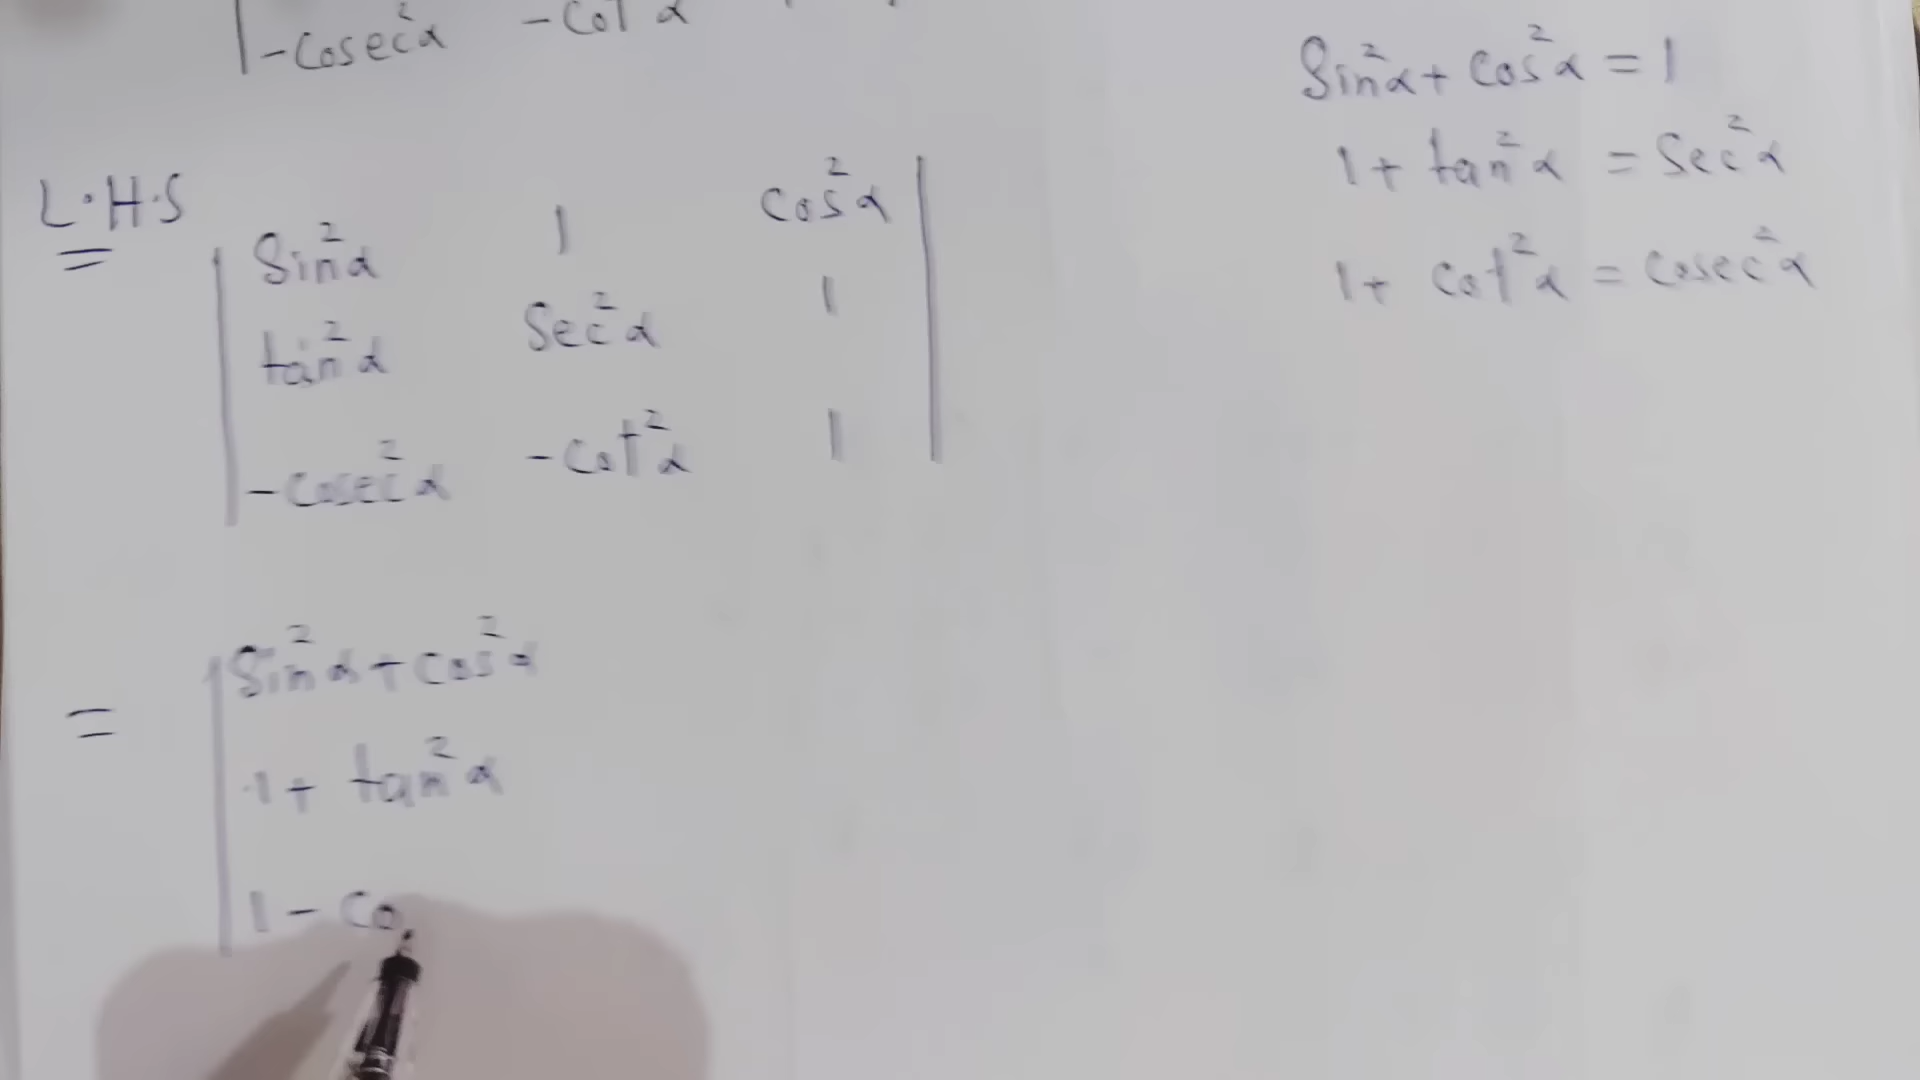 -Cosec²α -Cot α
L.H.S
Sin²α 1 Cos²α
tan²α Sec²α 1
-Cosec²α -Cot²α 1
= Sin²α + Cos²α
1 + tan²α
1 - Co
Sin²α + Cos²α = 1
1 + tan²α = Sec²α
1 + Cot²α = Cosec²α